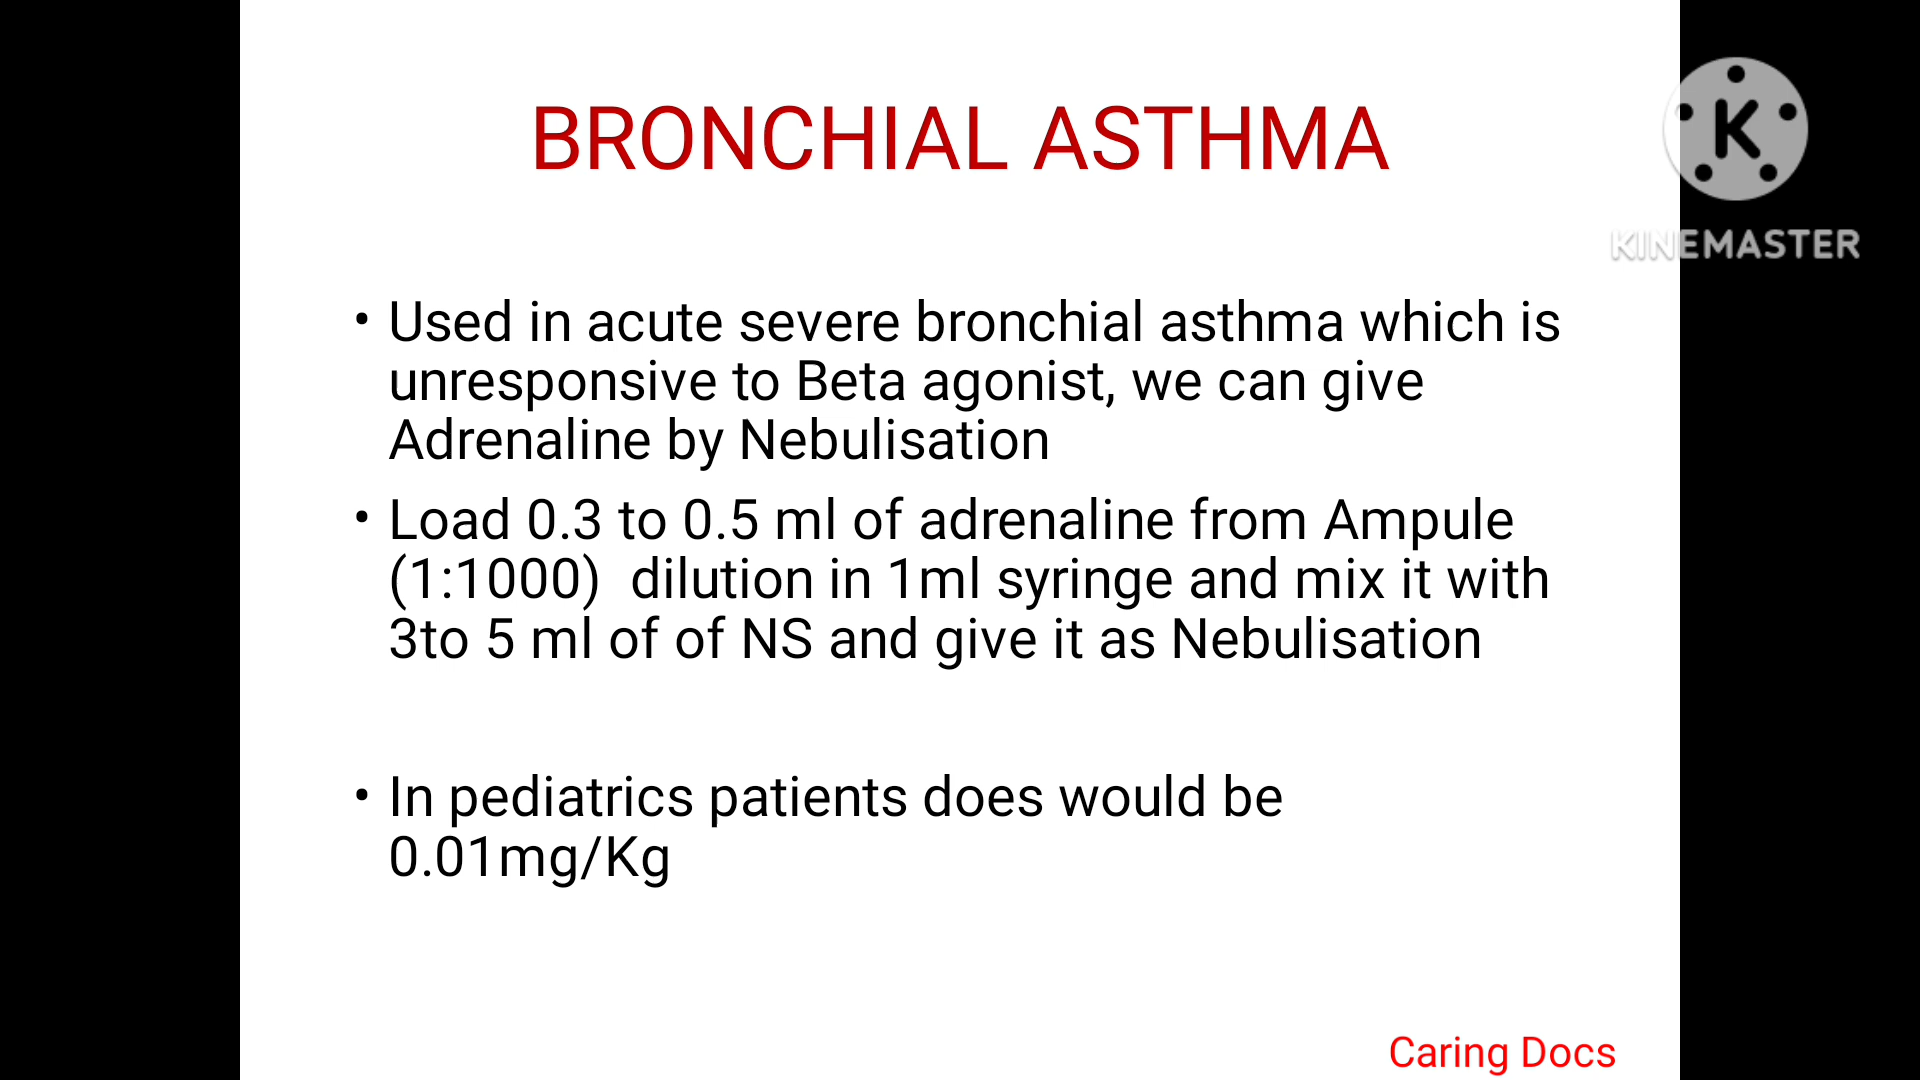 BRONCHIAL ASTHMA
K
KINEMASTER
• Used in acute severe bronchial asthma which is
unresponsive to Beta agonist, we can give
Adrenaline by Nebulisation
• Load 0.3 to 0.5 ml of adrenaline from Ampule
(1:1000) dilution in 1ml syringe and mix it with
3to 5 ml of of NS and give it as Nebulisation
• In pediatrics patients does would be
0.01mg/Kg
Caring Docs